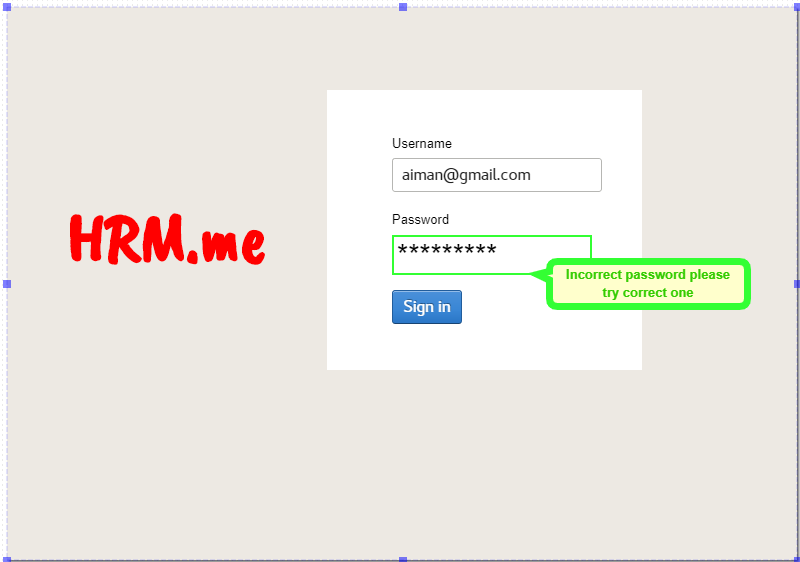 HRM.me
Username
aiman@gmail.com
Password
*********
Incorrect password please
try correct one
Sign in